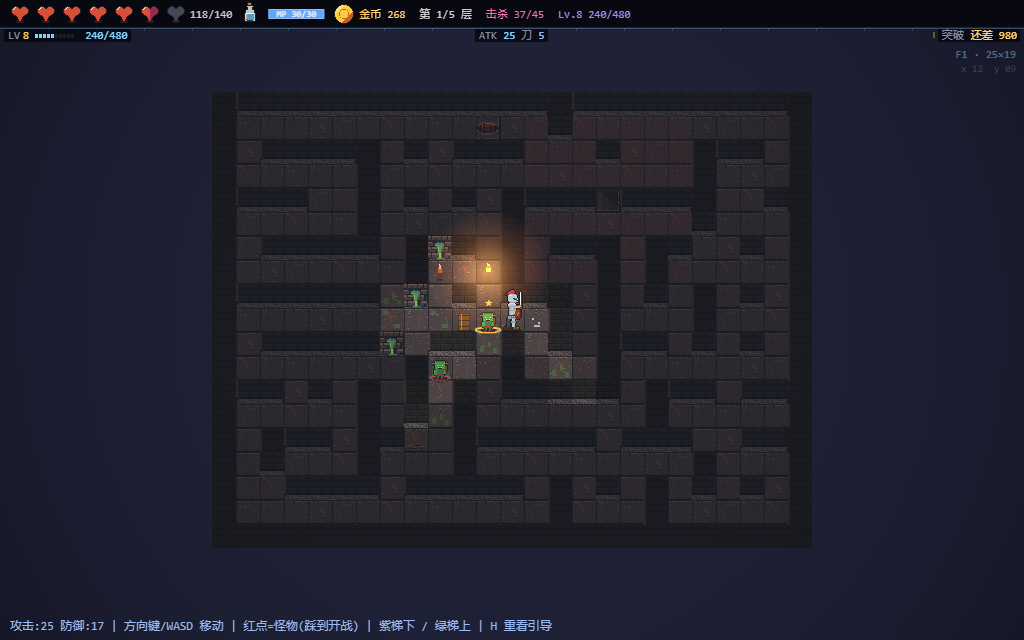 118/140 MP 30/30 金币 268 第 1/5 层 击杀 37/45 Lv.8 240/480
LV 8 240/480 ATK 25 刀 5 突破 还差 980
F1 · 25×19
x 12 y 09
攻击:25 防御:17 | 方向键/WASD 移动 | 红点=怪物(踩到开战) | 紫梯下 / 绿梯上 | H 重看引导